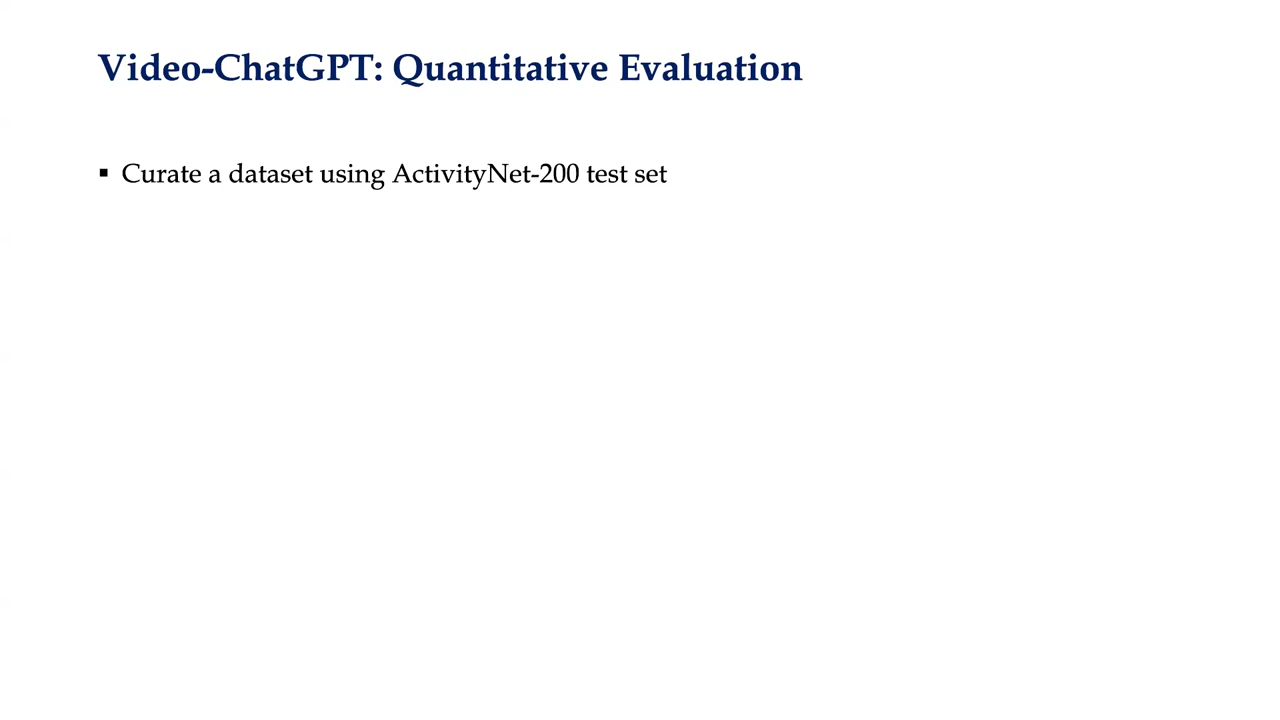 Video-ChatGPT: Quantitative Evaluation
▪ Curate a dataset using ActivityNet-200 test set